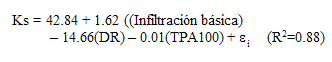 Ks = 42.84 + 1.62 ((Infiltración básica)
– 14.66(DR) – 0.01(TPA100) + εᵢ (R²=0.88)